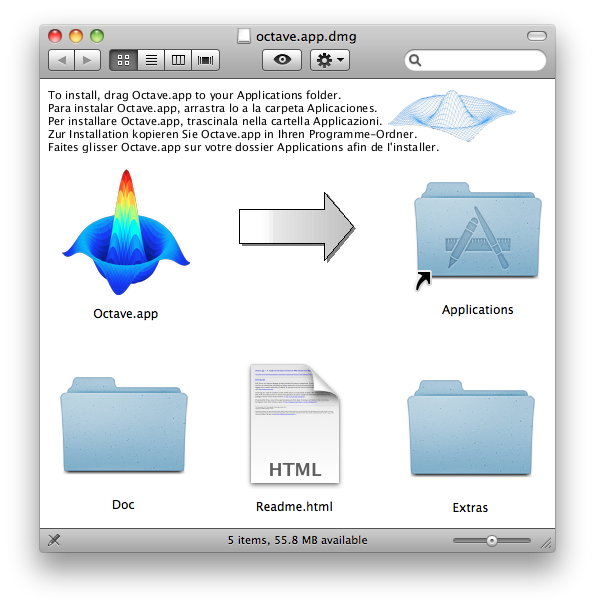 octave.app.dmg
To install, drag Octave.app to your Applications folder.
Para instalar Octave.app, arrastra lo a la carpeta Aplicaciones.
Per installare Octave.app, trascinala nella cartella Applicazioni.
Zur Installation kopieren Sie Octave.app in Ihren Programme-Ordner.
Faites glisser Octave.app sur votre dossier Applications afin de l'installer.
Octave.app
Applications
HTML
Doc
Readme.html
Extras
5 items, 55.8 MB available